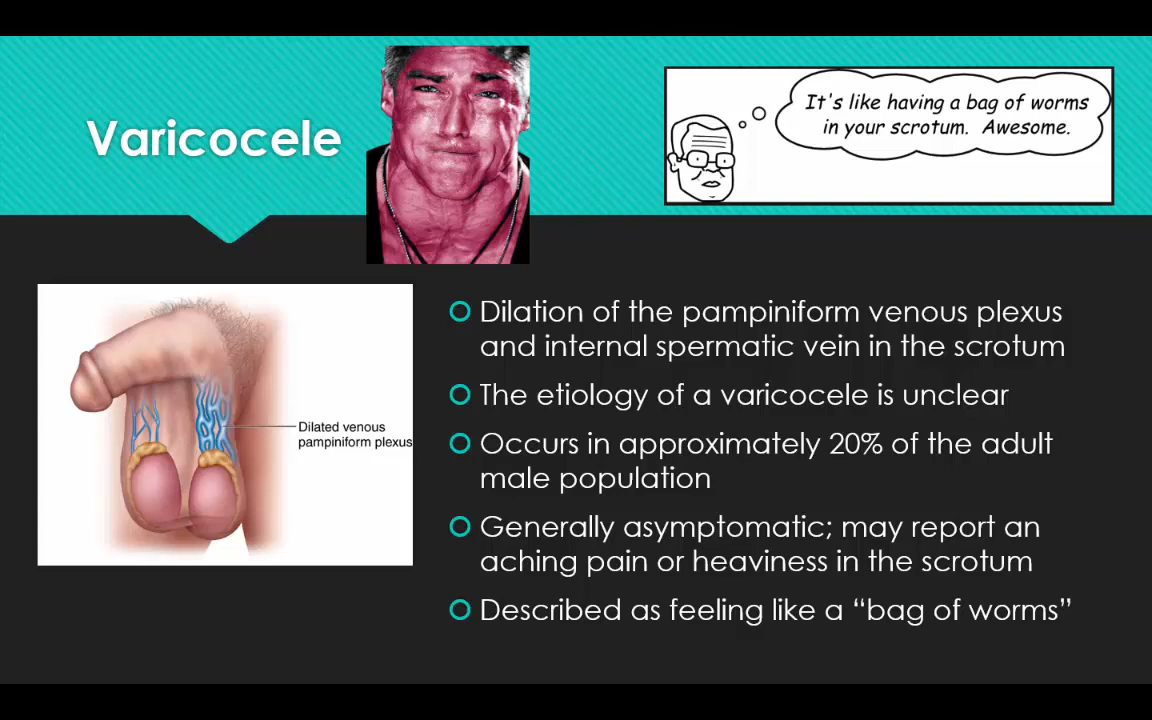 Varicocele
It's like having a bag of worms
in your scrotum. Awesome.
Dilated venous
pampiniform plexus
Dilation of the pampiniform venous plexus
and internal spermatic vein in the scrotum
The etiology of a varicocele is unclear
Occurs in approximately 20% of the adult
male population
Generally asymptomatic; may report an
aching pain or heaviness in the scrotum
Described as feeling like a “bag of worms”